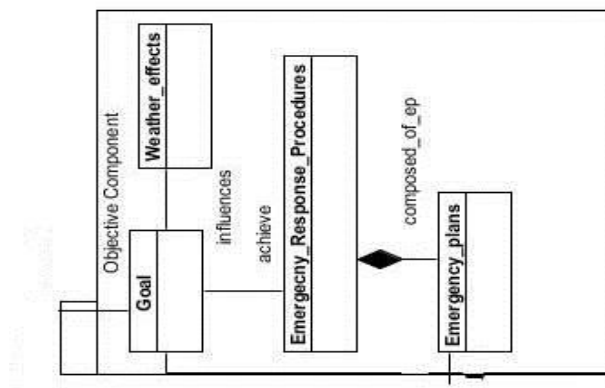 Objective Component
Goal
Weather_effects
influences
achieve
Emergecny_Response_Procedures
composed_of_ep
Emergency_plans